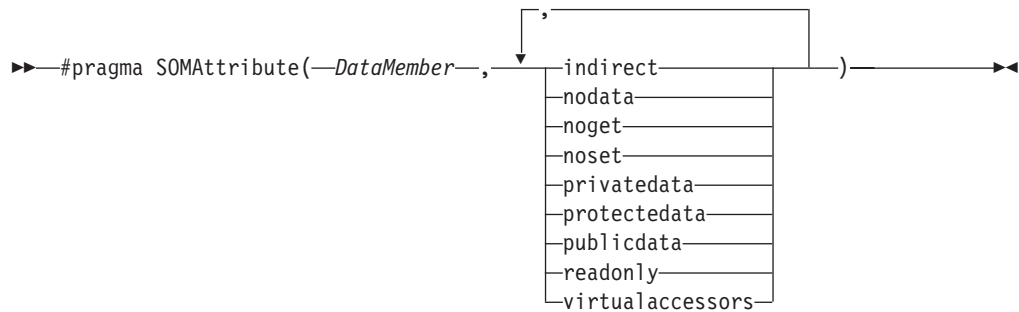 ,
►►—#pragma SOMAttribute(—DataMember—,—indirect—)—►◄
nodata
noget
noset
privatedata
protectedata
publicdata
readonly
virtualaccessors